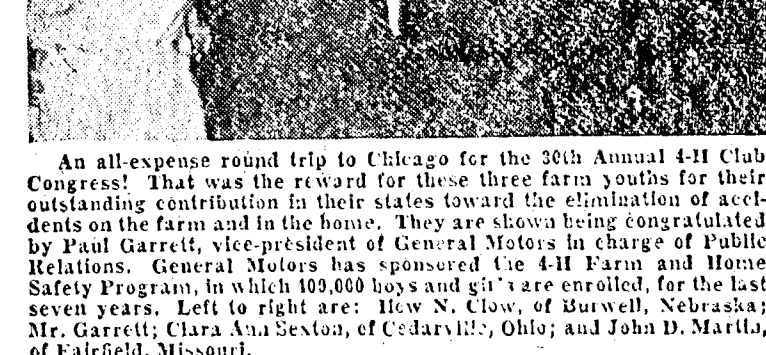 An all-expense round trip to Chicago for the 30th Annual 4-H Club
Congress! That was the reward for these three farm youths for their
outstanding contribution in their states toward the elimination of acci-
dents on the farm and in the home. They are shown being congratulated
by Paul Garrett, vice-president of General Motors in charge of Public
Relations. General Motors has sponsored the 4-H Farm and Home
Safety Program, in which 400,000 boys and girls are enrolled, for the last
seven years. Left to right are: N. Clow, of Burwell, Nebraska;
Mr. Garrett; Clara Ann Sexton, of Cedarville, Ohio; and John D. Martin,
of Fairfield, Missouri.